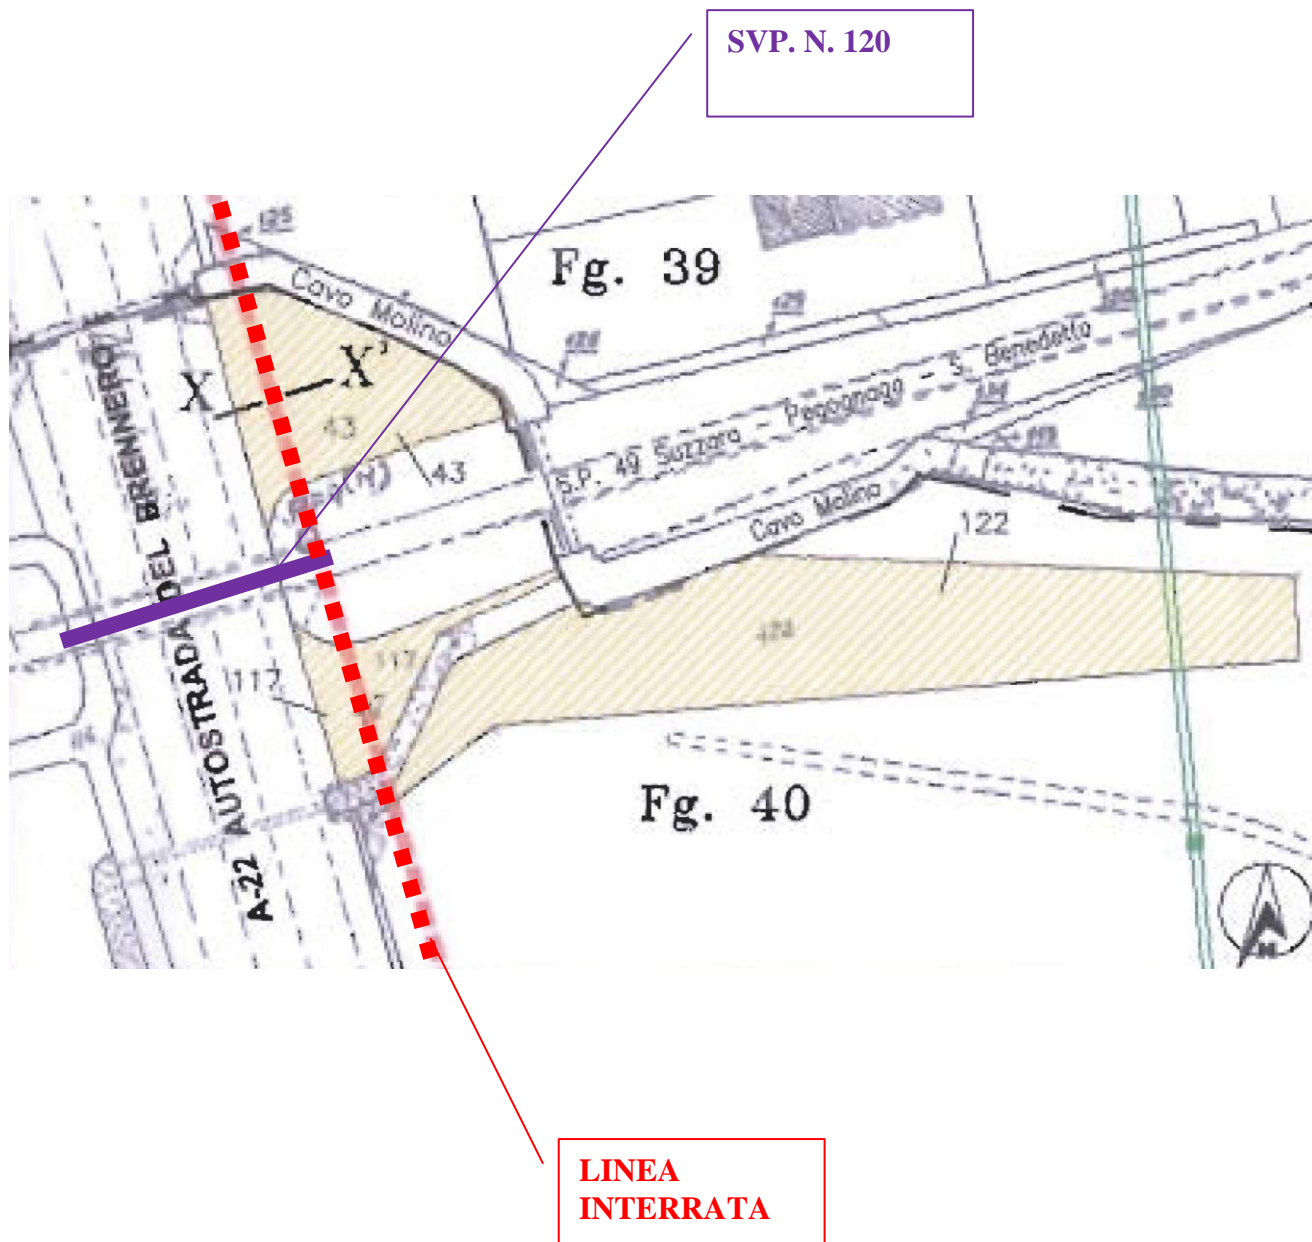 SVP. N. 120
125
Fg. 39
Cavo Molino
X X'
43
43
S.P. 49 Suzzara - Pegognaga - S. Benedetto
Cavo Molino
122
A-22 AUTOSTRADA DEL BRENNERO
117
117
Fg. 40
N
LINEA
INTERRATA